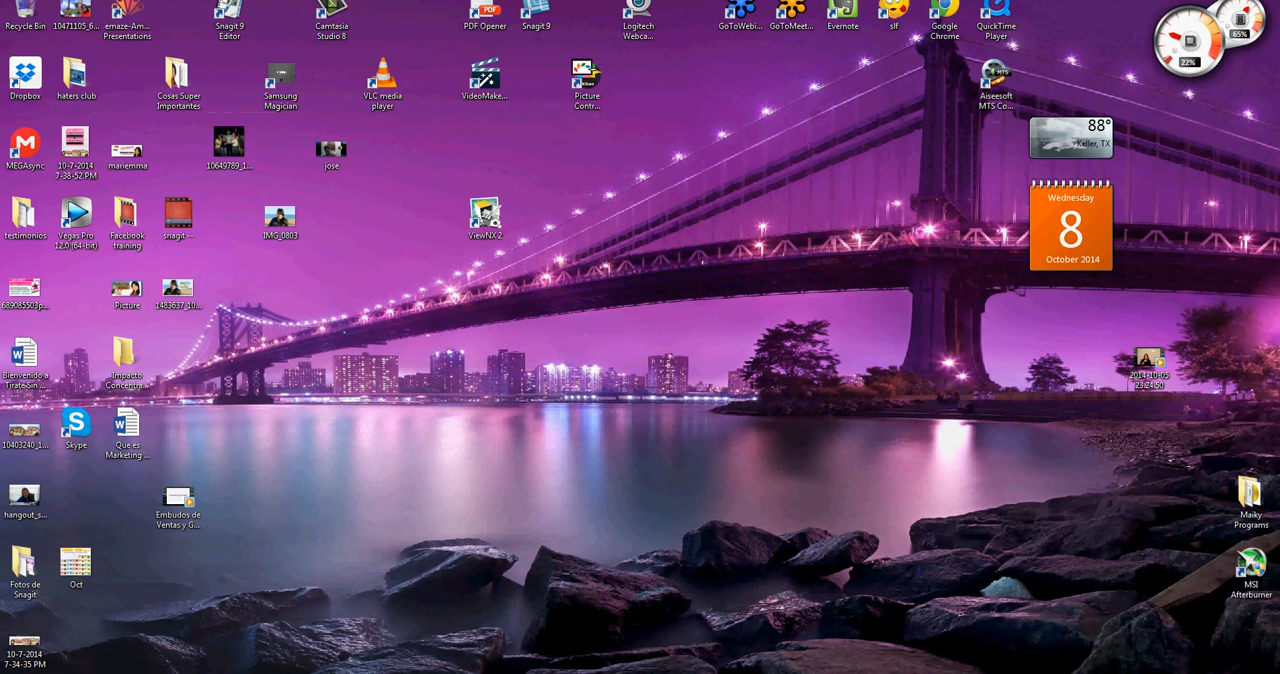 Recycle Bin
10471105_6...
emaze-Am...
Presentations
Snagit 9
Editor
Camtasia
Studio 8
PDF Opener
Snagit 9
Logitech
Webca...
GoToWebi...
GoToMeet...
Evernote
slf
Google
Chrome
QuickTime
Player
22%
65%
Dropbox
haters club
Cosas Super
Importantes
Samsung
Magician
VLC media
player
VideoMake...
Picture
Contr...
MTS
Aiseesoft
MTS Co...
88°
Keller, TX
MEGAsync
10-7-2014
7-38-52 PM
mariemma
10649789_1...
jose
Wednesday
8
October 2014
testimonios
Vegas Pro
12.0 (64-bit)
Facebook
training
snagit --
IMG_0803
ViewNX 2
689085503p...
Picture
1483637_10...
Bienvenido a
TirateSin ...
Impacto
Concentra...
2014-10-05
23:24:50
10403240_1...
Skype
Que es
Marketing ...
hangout_s...
Embudos de
Ventas y G...
Maiky
Programs
Fotos de
Snagit
Oct
MSI
Afterburner
10-7-2014
7-34-35 PM